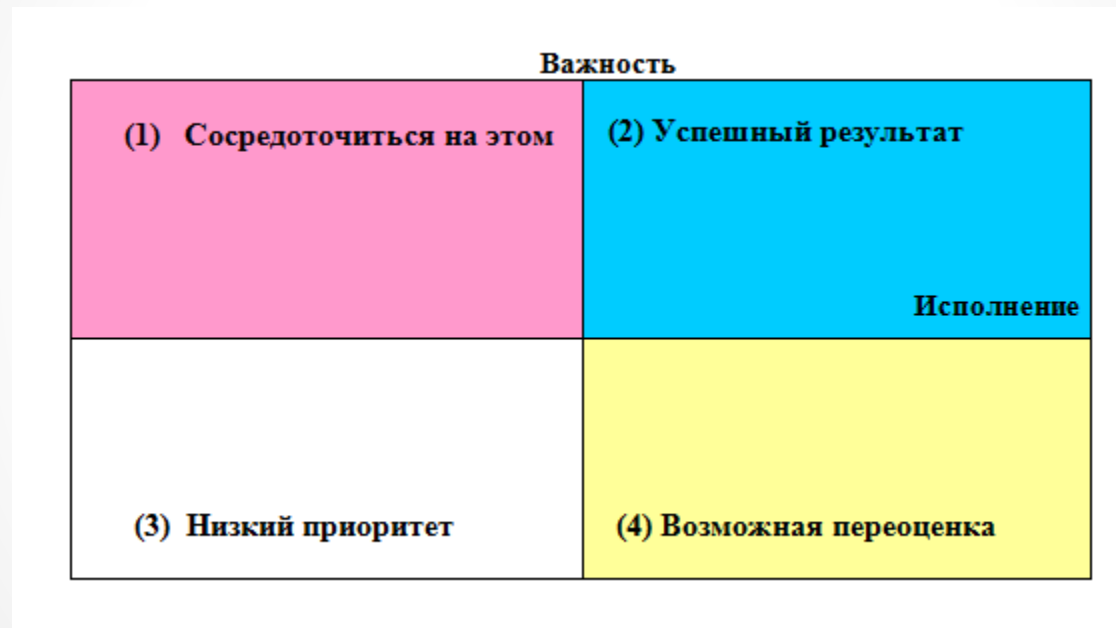 Важность
(1) Сосредоточиться на этом
(2) Успешный результат
Исполнение
(3) Низкий приоритет
(4) Возможная переоценка